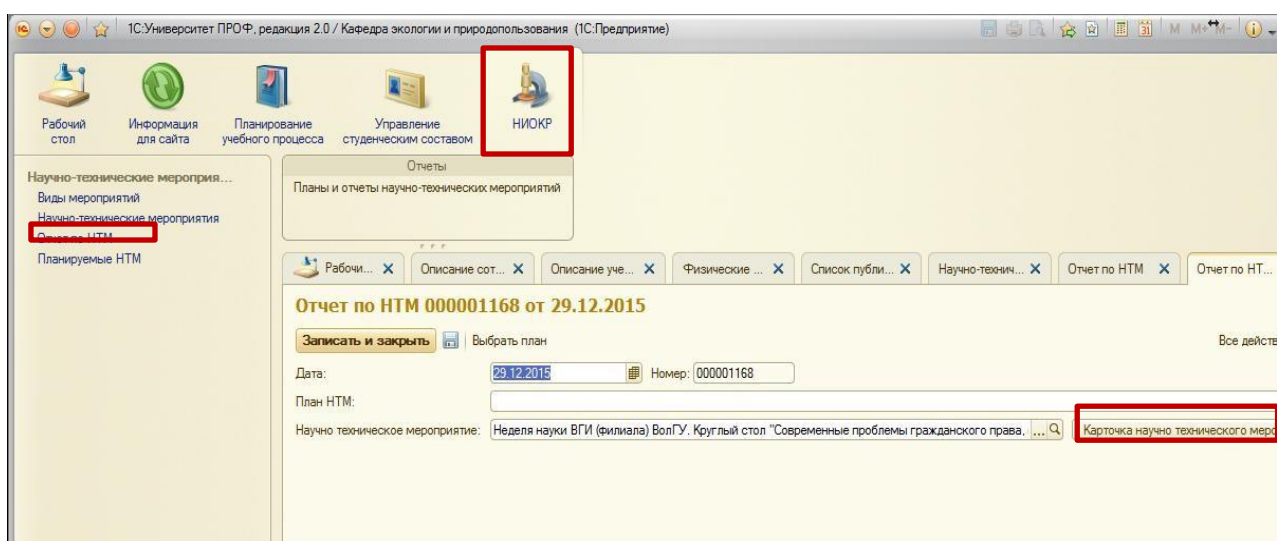 1С:Университет ПРОФ, редакция 2.0 / Кафедра экологии и природопользования (1С:Предприятие)
M M+ M-
31
Рабочий стол
Информация для сайта
Планирование учебного процесса
Управление студенческим составом
НИОКР
Научно-технические мероприя...
Виды мероприятий
Научно-технические мероприятия
Отчет по НТМ
Планируемые НТМ
Отчеты
Планы и отчеты научно-технических мероприятий
Рабочи... X
Описание сот... X
Описание уче... X
Физические ... X
Список публи... X
Научно-технич... X
Отчет по НТМ X
Отчет по НТ...
Отчет по НТМ 000001168 от 29.12.2015
Записать и закрыть
Выбрать план
Все действ
Дата: 29.12.2015 Номер: 000001168
План НТМ:
Научно техническое мероприятие: Неделя науки ВГИ (филиала) ВолГУ. Круглый стол "Современные проблемы гражданского права, ...
Карточка научно технического меро